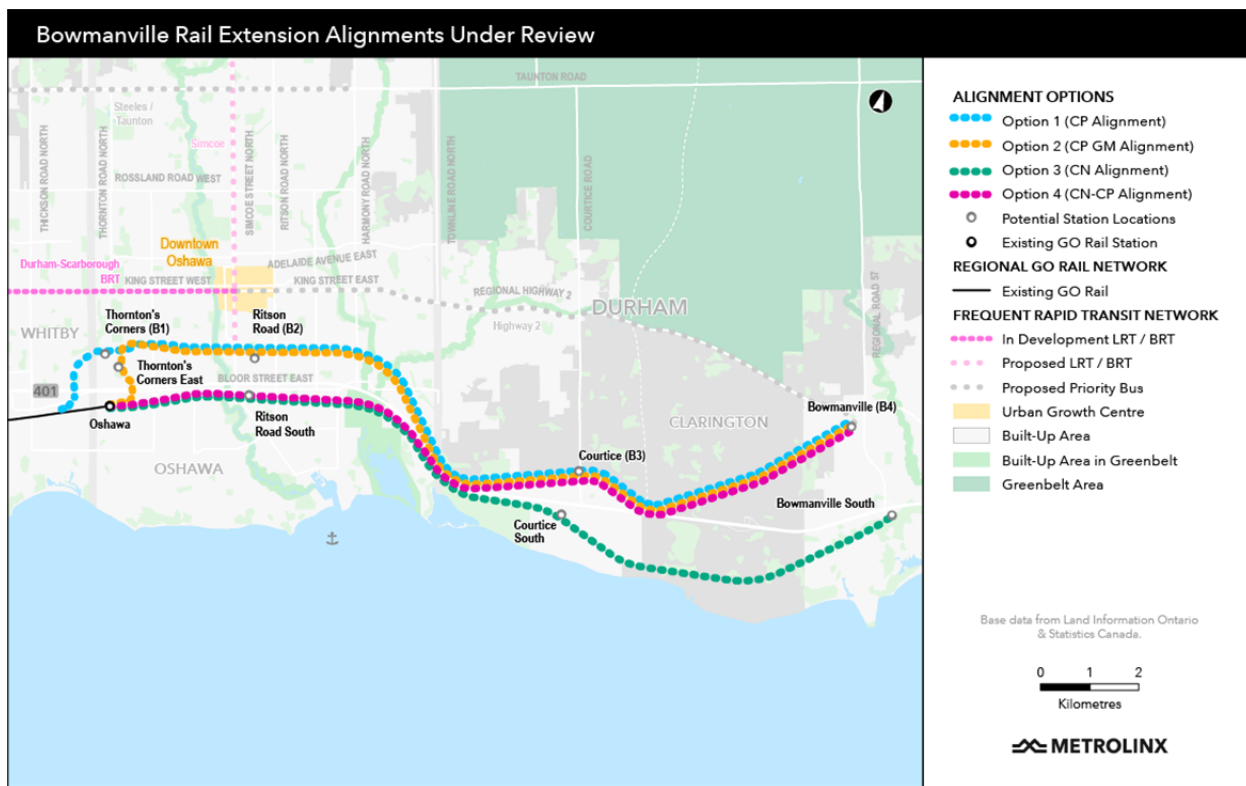 Bowmanville Rail Extension Alignments Under Review
TAUNTON ROAD
Steeles /
Taunton
Simcoe
THICKSON ROAD NORTH
THORNTON ROAD NORTH
ROSSLAND ROAD WEST
SIMCOE STREET NORTH
RITSON ROAD NORTH
HARMONY ROAD NORTH
TOWNLINE ROAD NORTH
COURTICE ROAD
REGIONAL ROAD 57
Downtown
Oshawa
ADELAIDE AVENUE EAST
Durham-Scarborough
BRT
KING STREET WEST
KING STREET EAST
REGIONAL HIGHWAY 2
Highway 2
DURHAM
WHITBY
Thornton's
Corners (B1)
Ritson
Road (B2)
Thornton's
Corners East
BLOOR STREET EAST
401
Oshawa
Ritson
Road South
OSHAWA
CLARINGTON
Bowmanville (B4)
Courtice (B3)
Bowmanville South
Courtice
South
ALIGNMENT OPTIONS
Option 1 (CP Alignment)
Option 2 (CP GM Alignment)
Option 3 (CN Alignment)
Option 4 (CN-CP Alignment)
Potential Station Locations
Existing GO Rail Station
REGIONAL GO RAIL NETWORK
Existing GO Rail
FREQUENT RAPID TRANSIT NETWORK
In Development LRT / BRT
Proposed LRT / BRT
Proposed Priority Bus
Urban Growth Centre
Built-Up Area
Built-Up Area in Greenbelt
Greenbelt Area
Base data from Land Information Ontario
& Statistics Canada.
0 1 2
Kilometres
METROLINX